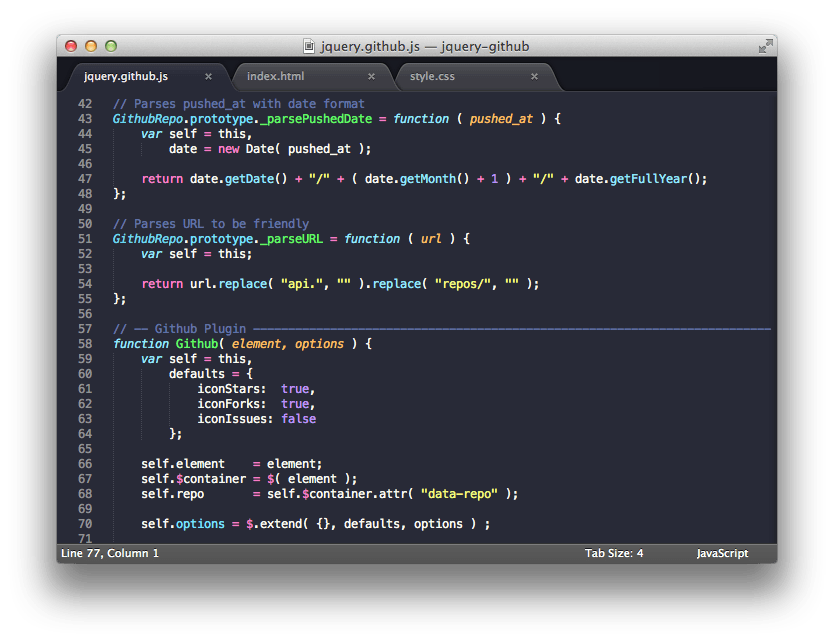 jquery.github.js — jquery-github
jquery.github.js × index.html × style.css ×
42 // Parses pushed_at with date format
43 GithubRepo.prototype._parsePushedDate = function ( pushed_at ) {
44     var self = this,
45         date = new Date( pushed_at );
46
47     return date.getDate() + "/" + ( date.getMonth() + 1 ) + "/" + date.getFullYear();
48 };
49
50 // Parses URL to be friendly
51 GithubRepo.prototype._parseURL = function ( url ) {
52     var self = this;
53
54     return url.replace( "api.", "" ).replace( "repos/", "" );
55 };
56
57 // –– Github Plugin ––––––––––––––––––––––––––––––––––––––––––––––––––––––––––––––––––––––––––
58 function Github( element, options ) {
59     var self = this,
60         defaults = {
61             iconStars:  true,
62             iconForks:  true,
63             iconIssues: false
64         };
65
66     self.element    = element;
67     self.$container = $( element );
68     self.repo       = self.$container.attr( "data-repo" );
69
70     self.options = $.extend( {}, defaults, options ) ;
71
Line 77, Column 1 Tab Size: 4 JavaScript